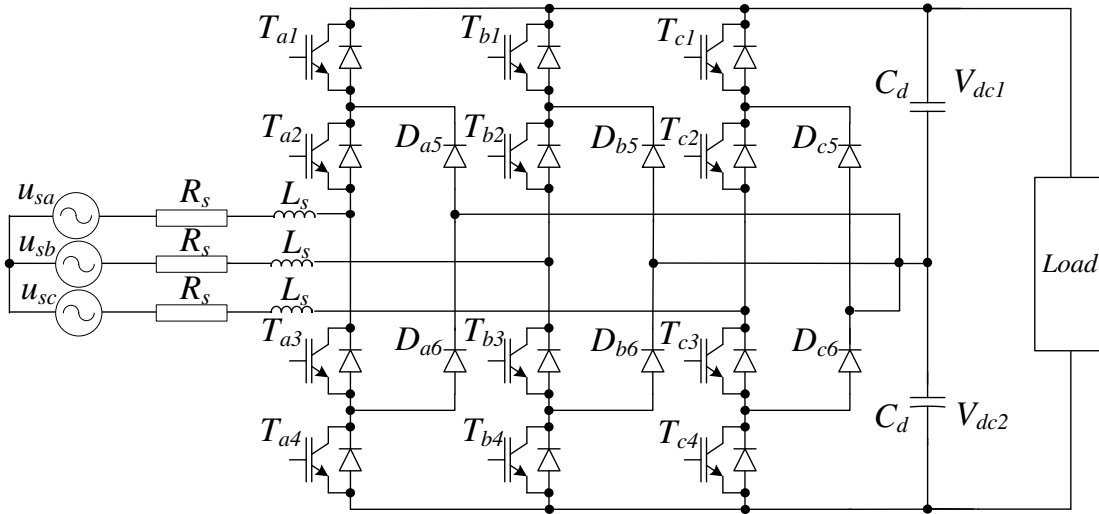 T_{a1} T_{b1} T_{c1} C_d V_{dc1}
T_{a2} D_{a5} T_{b2} D_{b5} T_{c2} D_{c5}
u_{sa} R_s L_s
u_{sb} R_s L_s
u_{sc} R_s L_s
Load
T_{a3} D_{a6} T_{b3} D_{b6} T_{c3} D_{c6}
T_{a4} T_{b4} T_{c4} C_d V_{dc2}